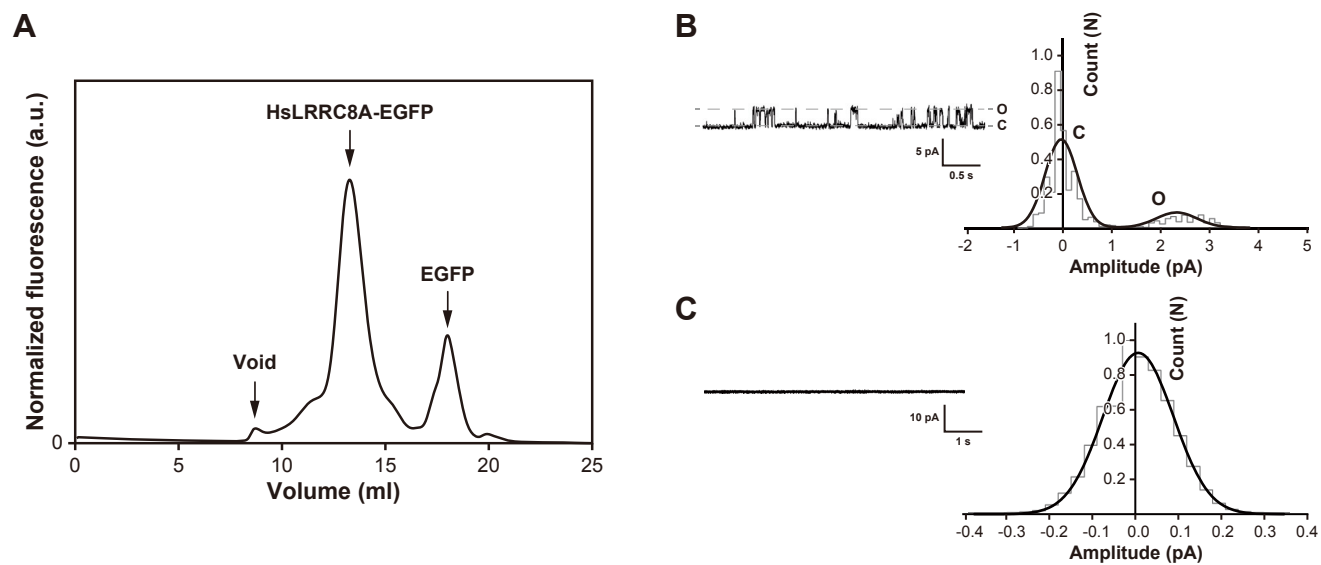 A
Normalized fluorescence (a.u.)
HsLRRC8A-EGFP
EGFP
Void
0
0 5 10 15 20 25
Volume (ml)
B
O
C
5 pA
0.5 s
Count (N)
1.0
0.8
0.6
0.4
0.2
C
O
-2 -1 0 1 2 3 4 5
Amplitude (pA)
C
10 pA
1 s
Count (N)
1.0
0.8
0.6
0.4
0.2
-0.4 -0.3 -0.2 -0.1 0.0 0.1 0.2 0.3 0.4
Amplitude (pA)